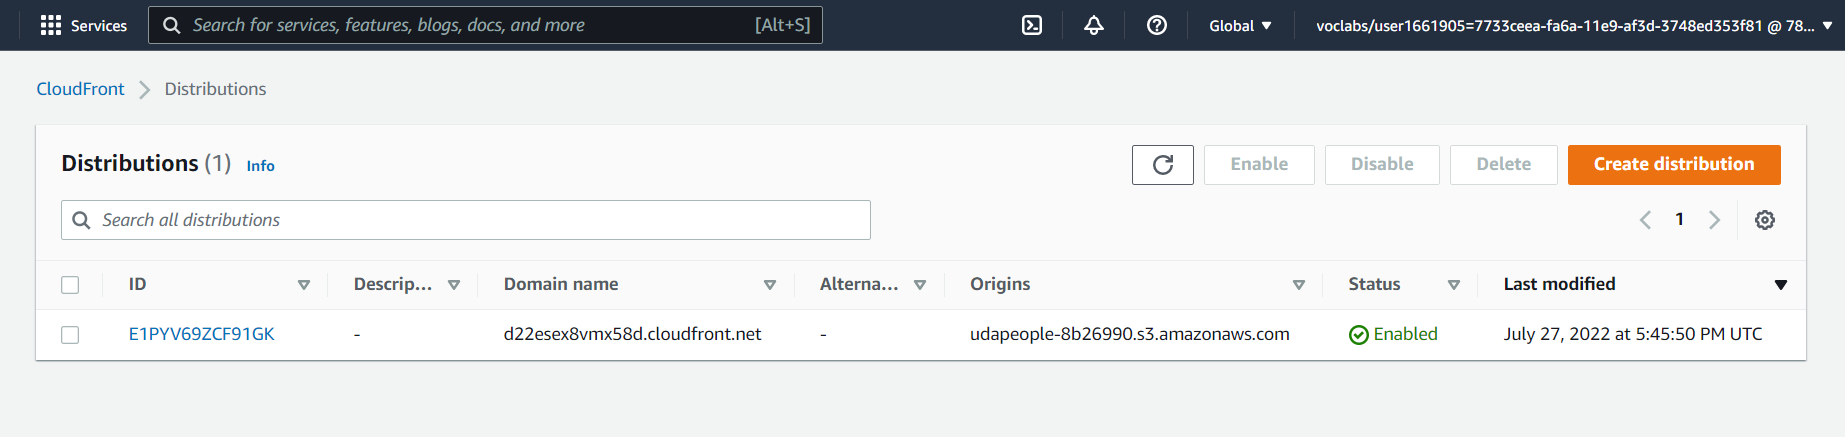 Services Search for services, features, blogs, docs, and more [Alt+S] Global voclabs/user1661905=7733ceea-fa6a-11e9-af3d-3748ed353f81 @ 78...
CloudFront Distributions
Distributions (1) Info Enable Disable Delete Create distribution
Search all distributions 1
ID Descrip... Domain name Alterna... Origins Status Last modified
E1PYV69ZCF91GK - d22esex8vmx58d.cloudfront.net - udapeople-8b26990.s3.amazonaws.com Enabled July 27, 2022 at 5:45:50 PM UTC